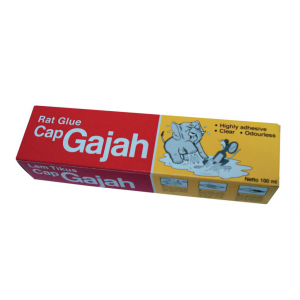 Rat Glue
Cap Gajah
• Highly adhesive
• Clear • Odourless
Lem Tikus
Cap Gajah
Netto 100 ml